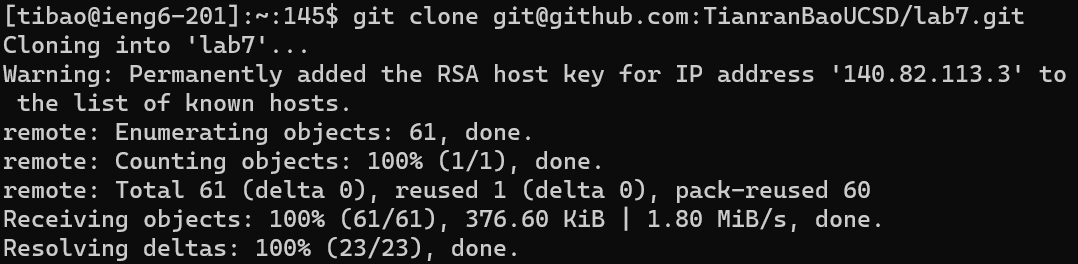 [tibao@ieng6-201]:~:145$ git clone git@github.com:TianranBaoUCSD/lab7.git
Cloning into 'lab7'...
Warning: Permanently added the RSA host key for IP address '140.82.113.3' to
 the list of known hosts.
remote: Enumerating objects: 61, done.
remote: Counting objects: 100% (1/1), done.
remote: Total 61 (delta 0), reused 1 (delta 0), pack-reused 60
Receiving objects: 100% (61/61), 376.60 KiB | 1.80 MiB/s, done.
Resolving deltas: 100% (23/23), done.